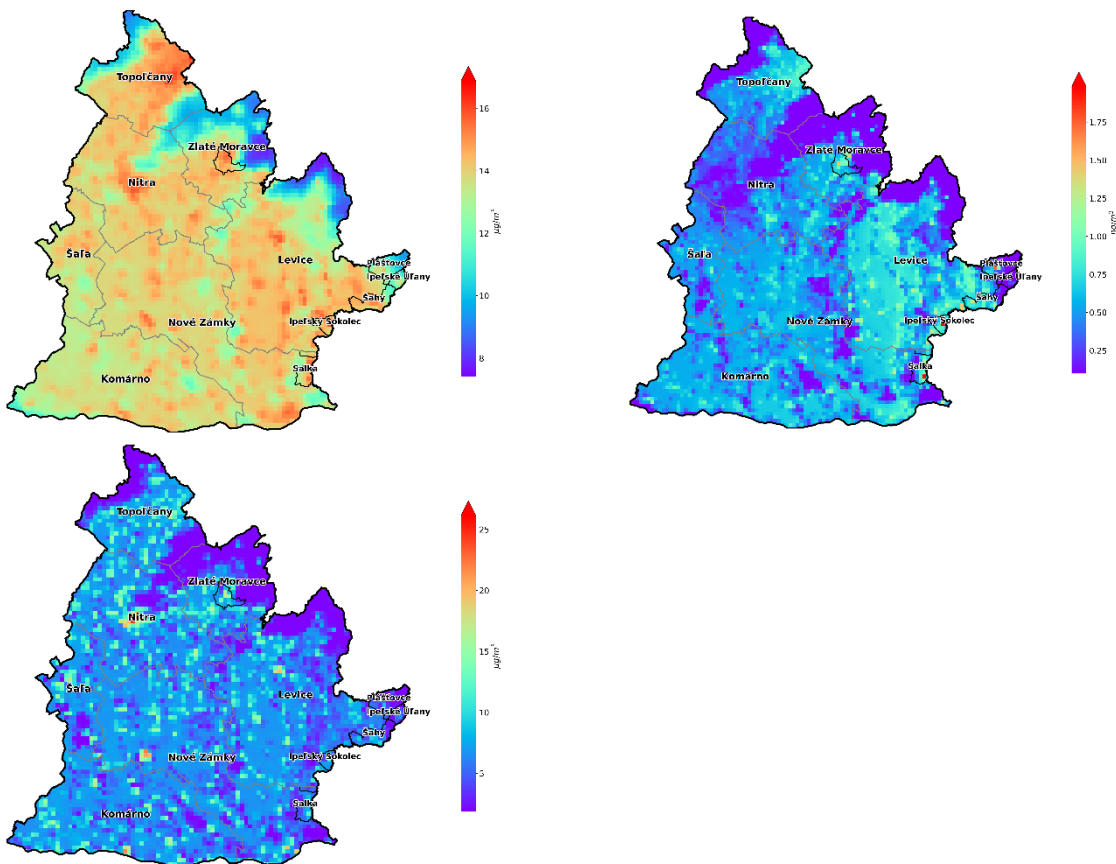 Topoľčany
Zlaté Moravce
Nitra
Šaľa
Levice
Plášťovce
Ipeľské Úľany
Šahy
Nové Zámky
Ipeľský Sokolec
Salka
Komárno
16
14
12
10
8
μg/m³
Topoľčany
Zlaté Moravce
Nitra
Šaľa
Levice
Plášťovce
Ipeľské Úľany
Šahy
Nové Zámky
Ipeľský Sokolec
Salka
Komárno
1.75
1.50
1.25
1.00
0.75
0.50
0.25
Topoľčany
Zlaté Moravce
Nitra
Šaľa
Levice
Plášťovce
Ipeľské Úľany
Šahy
Nové Zámky
Ipeľský Sokolec
Salka
Komárno
25
20
15
10
5
μg/m³